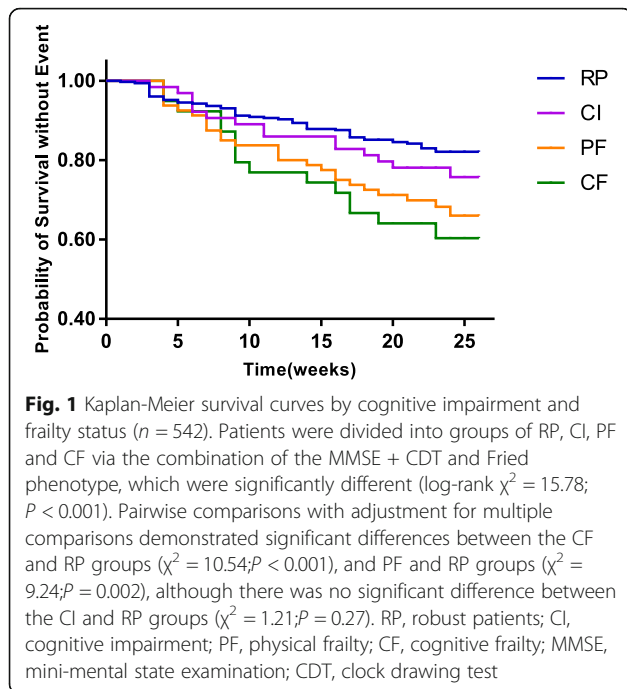 Probability of Survival without Event
1.00
0.80
0.60
0.40
0 5 10 15 20 25
Time(weeks)
RP
CI
PF
CF
Fig. 1 Kaplan-Meier survival curves by cognitive impairment and
frailty status (n = 542). Patients were divided into groups of RP, CI, PF
and CF via the combination of the MMSE + CDT and Fried
phenotype, which were significantly different (log-rank χ² = 15.78;
P < 0.001). Pairwise comparisons with adjustment for multiple
comparisons demonstrated significant differences between the CF
and RP groups (χ² = 10.54;P < 0.001), and PF and RP groups (χ² =
9.24;P = 0.002), although there was no significant difference between
the CI and RP groups (χ² = 1.21;P = 0.27). RP, robust patients; CI,
cognitive impairment; PF, physical frailty; CF, cognitive frailty; MMSE,
mini-mental state examination; CDT, clock drawing test